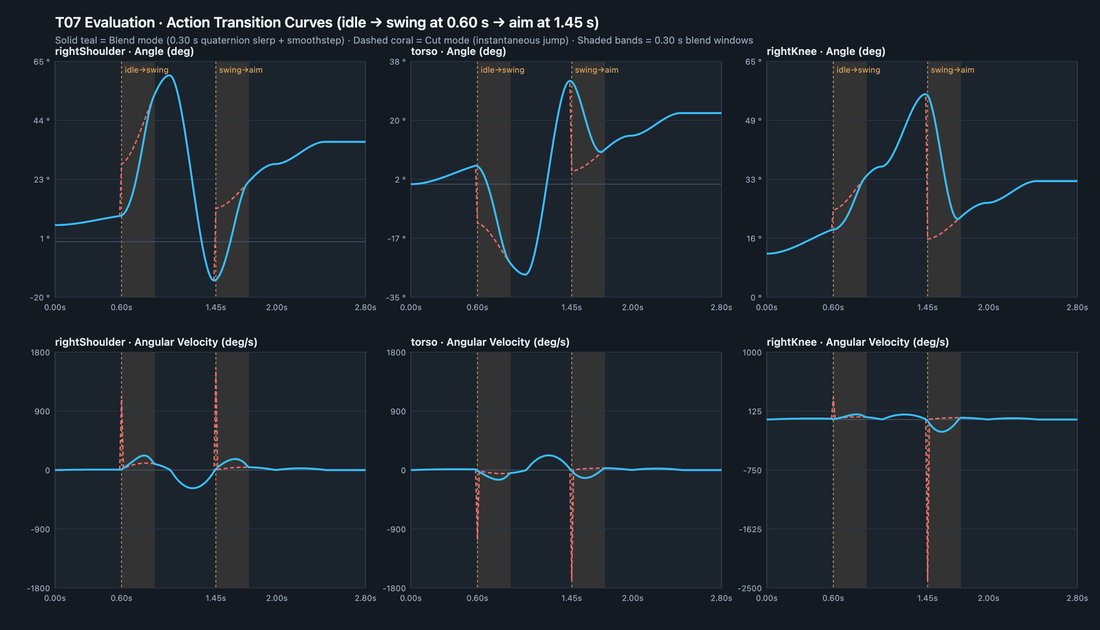 T07 Evaluation · Action Transition Curves (idle → swing at 0.60 s → aim at 1.45 s)
Solid teal = Blend mode (0.30 s quaternion slerp + smoothstep) · Dashed coral = Cut mode (instantaneous jump) · Shaded bands = 0.30 s blend windows
rightShoulder · Angle (deg)
65 °
44 °
23 °
1 °
-20 °
idle→swing
swing→aim
0.00s 0.60s 1.45s 2.00s 2.80s
torso · Angle (deg)
38 °
20 °
2 °
-17 °
-35 °
idle→swing
swing→aim
0.00s 0.60s 1.45s 2.00s 2.80s
rightKnee · Angle (deg)
65 °
49 °
33 °
16 °
0 °
idle→swing
swing→aim
0.00s 0.60s 1.45s 2.00s 2.80s
rightShoulder · Angular Velocity (deg/s)
1800
900
0
-900
-1800
0.00s 0.60s 1.45s 2.00s 2.80s
torso · Angular Velocity (deg/s)
1800
900
0
-900
-1800
0.00s 0.60s 1.45s 2.00s 2.80s
rightKnee · Angular Velocity (deg/s)
1000
125
-750
-1625
-2500
0.00s 0.60s 1.45s 2.00s 2.80s